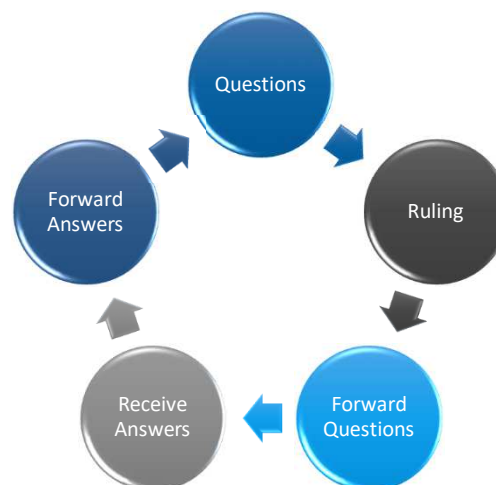 Questions
Ruling
Forward
Questions
Receive
Answers
Forward
Answers